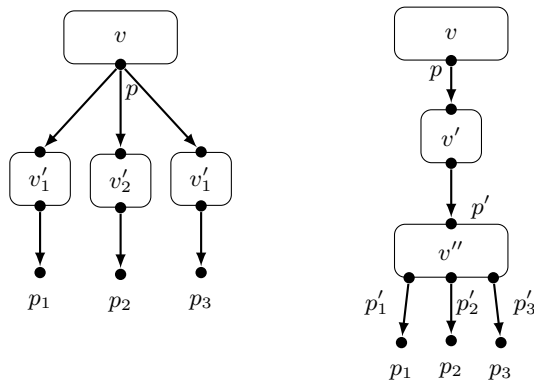 v
p
v′₁ v′₂ v′₁
p₁ p₂ p₃
v
p
v′
p′
v″
p′₁ p′₂ p′₃
p₁ p₂ p₃